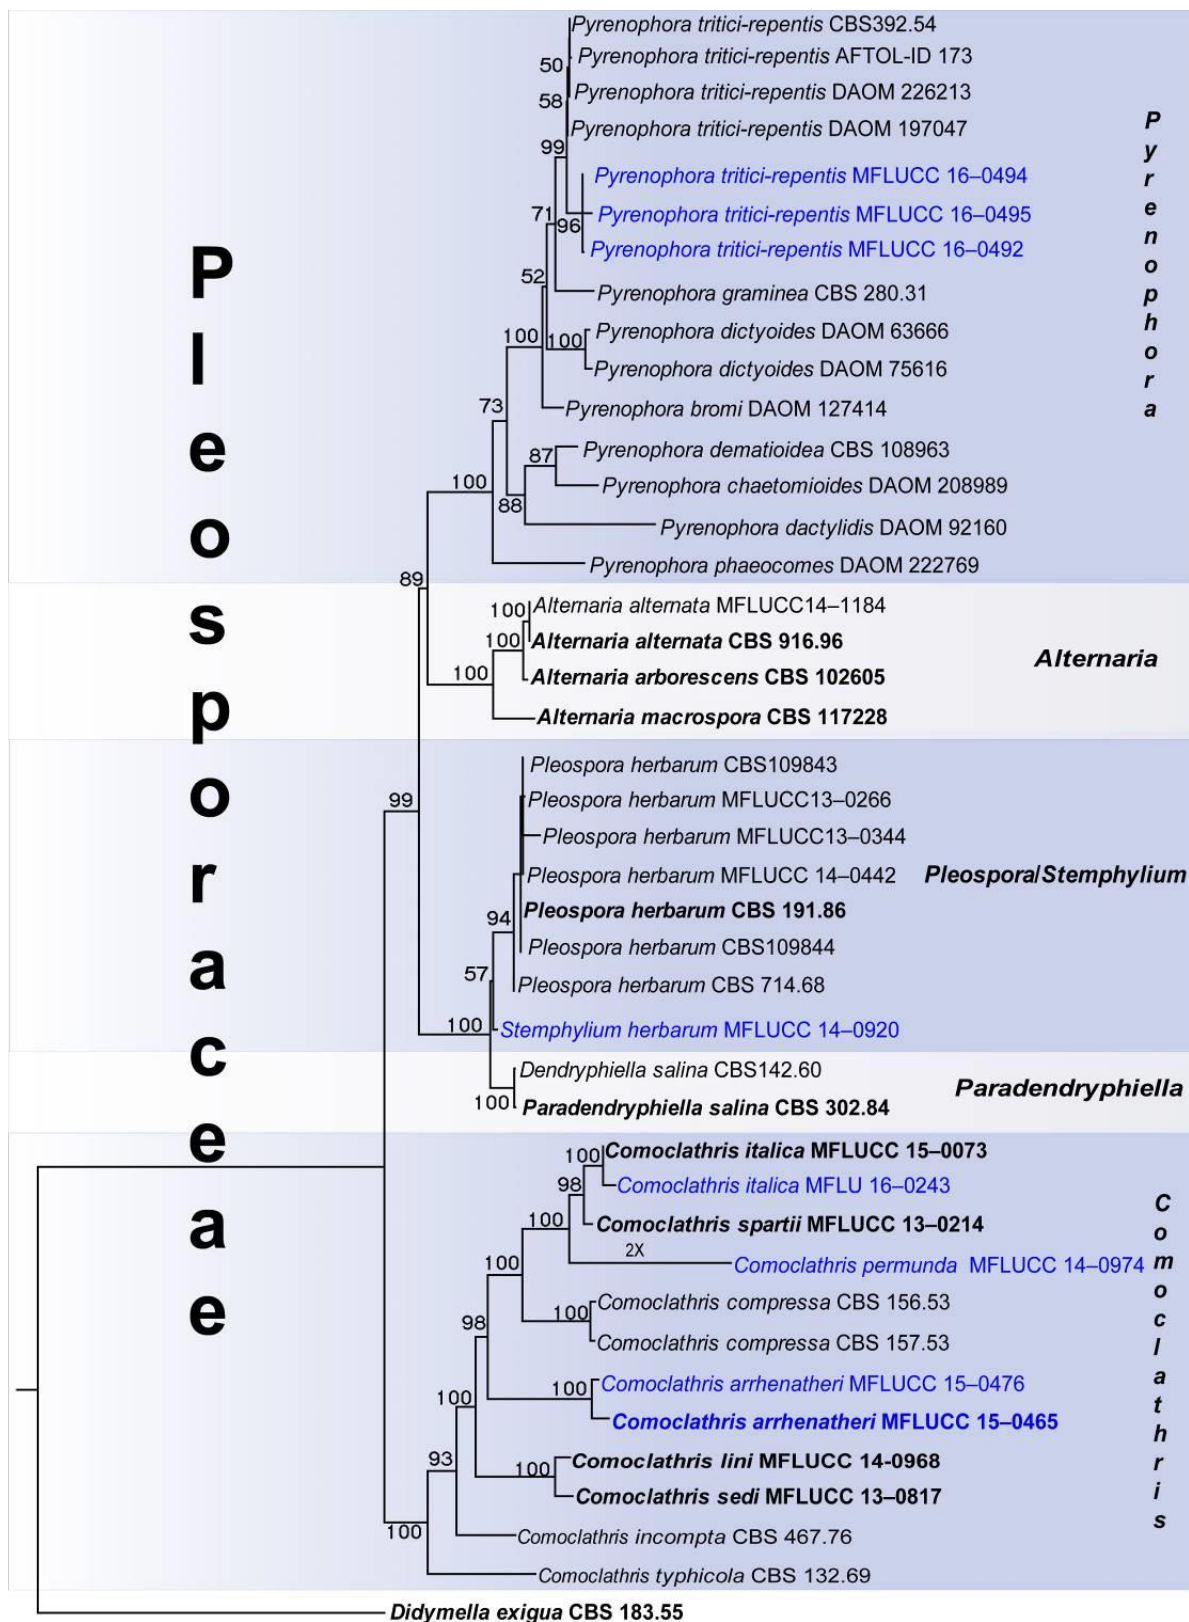 Pleosporaceae
Pyrenophora tritici-repentis CBS392.54
50
Pyrenophora tritici-repentis AFTOL-ID 173
Pyrenophora tritici-repentis DAOM 226213
58
Pyrenophora tritici-repentis DAOM 197047
99
Pyrenophora tritici-repentis MFLUCC 16–0494
71
96
Pyrenophora tritici-repentis MFLUCC 16–0495
Pyrenophora tritici-repentis MFLUCC 16–0492
52
Pyrenophora graminea CBS 280.31
Pyrenophora
100
100
Pyrenophora dictyoides DAOM 63666
Pyrenophora dictyoides DAOM 75616
73
Pyrenophora bromi DAOM 127414
87
Pyrenophora dematioidea CBS 108963
100
88
Pyrenophora chaetomioides DAOM 208989
Pyrenophora dactylidis DAOM 92160
Pyrenophora phaeocomes DAOM 222769
89
100
Alternaria alternata MFLUCC14–1184
100
Alternaria alternata CBS 916.96
Alternaria
100
Alternaria arborescens CBS 102605
Alternaria macrospora CBS 117228
Pleospora herbarum CBS109843
99
Pleospora herbarum MFLUCC13–0266
Pleospora herbarum MFLUCC13–0344
Pleospora herbarum MFLUCC 14–0442
Pleospora/Stemphylium
94
Pleospora herbarum CBS 191.86
Pleospora herbarum CBS109844
57
Pleospora herbarum CBS 714.68
100
Stemphylium herbarum MFLUCC 14–0920
Dendryphiella salina CBS142.60
Paradendryphiella
100
Paradendryphiella salina CBS 302.84
100
Comoclathris italica MFLUCC 15–0073
98
Comoclathris italica MFLU 16–0243
100
Comoclathris spartii MFLUCC 13–0214
100
2X
Comoclathris permunda MFLUCC 14–0974
Comoclathris
100
Comoclathris compressa CBS 156.53
98
Comoclathris compressa CBS 157.53
100
100
Comoclathris arrhenatheri MFLUCC 15–0476
Comoclathris arrhenatheri MFLUCC 15–0465
93
100
Comoclathris lini MFLUCC 14-0968
Comoclathris sedi MFLUCC 13–0817
100
Comoclathris incompta CBS 467.76
Comoclathris typhicola CBS 132.69
Didymella exigua CBS 183.55